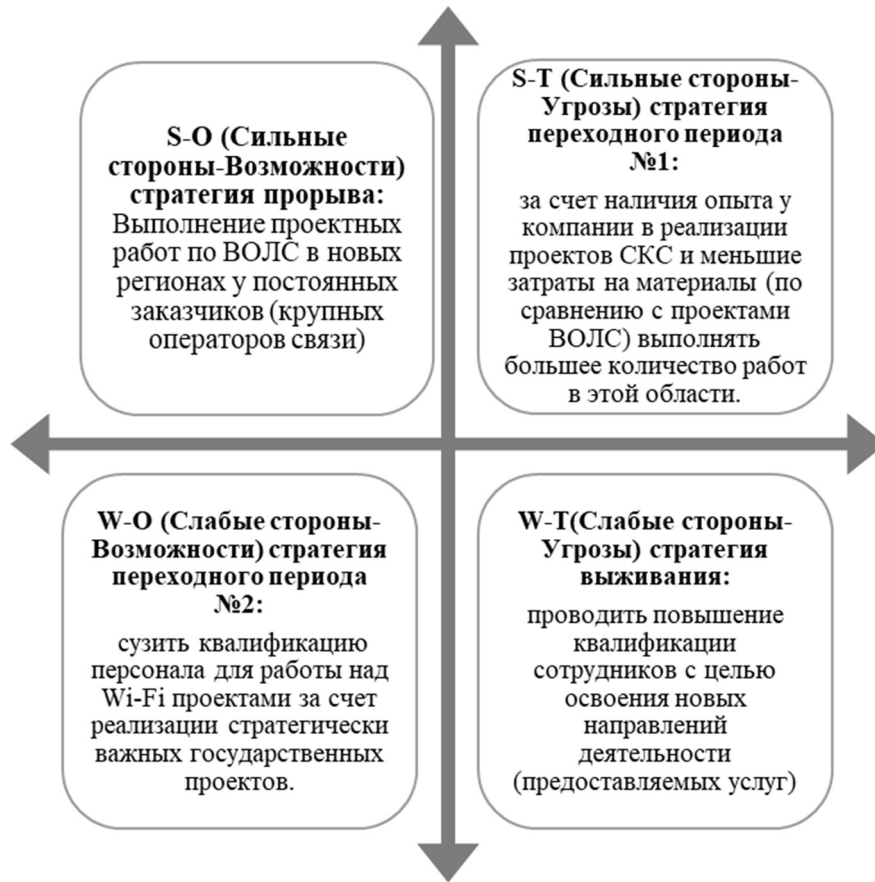 S-O (Сильные
стороны-Возможности)
стратегия прорыва:
Выполнение проектных
работ по ВОЛС в новых
регионах у постоянных
заказчиков (крупных
операторов связи)
S-T (Сильные стороны-
Угрозы) стратегия
переходного периода
№1:
за счет наличия опыта у
компании в реализации
проектов СКС и меньшие
затраты на материалы (по
сравнению с проектами
ВОЛС) выполнять
большее количество работ
в этой области.
W-O (Слабые стороны-
Возможности) стратегия
переходного периода
№2:
сузить квалификацию
персонала для работы над
Wi-Fi проектами за счет
реализации стратегически
важных государственных
проектов.
W-T(Слабые стороны-
Угрозы) стратегия
выживания:
проводить повышение
квалификации
сотрудников с целью
освоения новых
направлений
деятельности
(предоставляемых услуг)